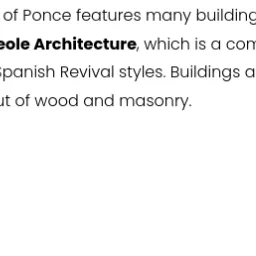 of Ponce features many building
eole Architecture, which is a com
Spanish Revival styles. Buildings a
ut of wood and masonry.